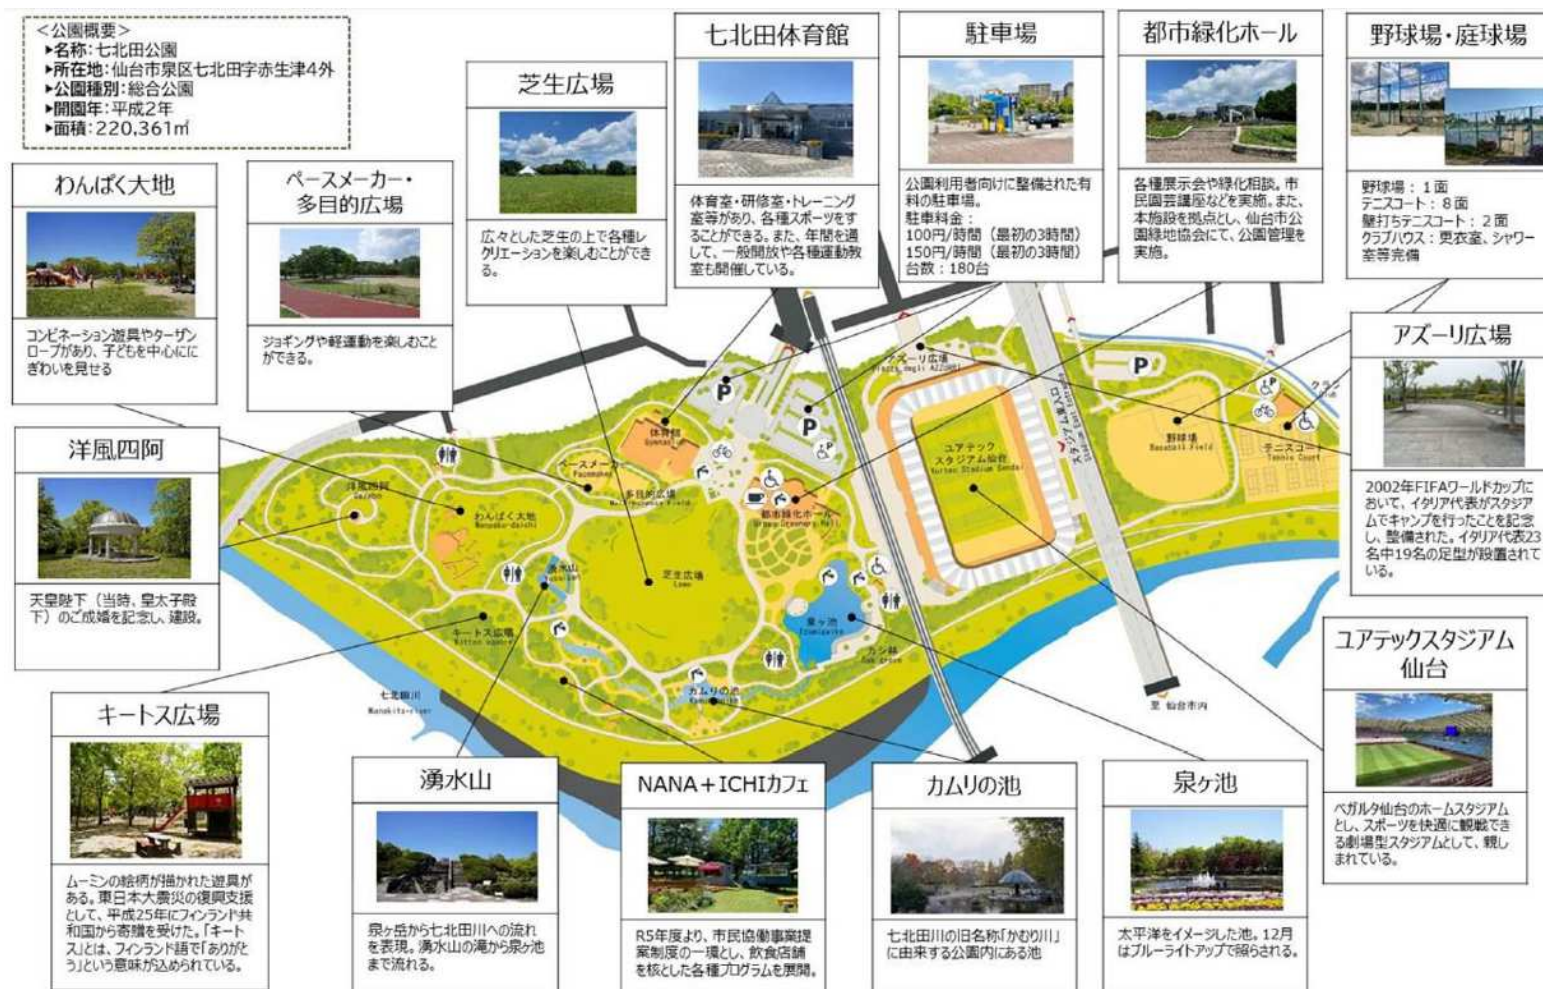 ＜公園概要＞
▶名称：七北田公園
▶所在地：仙台市泉区七北田字赤生津4外
▶公園種別：総合公園
▶開園年：平成2年
▶面積：220,361㎡
わんぱく大地
コンビネーション遊具やターザン
ロープがあり、子どもを中心にに
ぎわいを見せる
ペースメーカー・
多目的広場
ジョギングや軽運動を楽しむこと
ができる。
芝生広場
広々とした芝生の上で各種レ
クリエーションを楽しむことができ
る。
七北田体育館
体育室・研修室・トレーニング
室等があり、各種スポーツをす
ることができる。また、年間を通
して、一般開放や各種運動教
室も開催している。
駐車場
公園利用者向けに整備された有
料の駐車場。
駐車料金：
100円/時間（最初の3時間）
150円/時間（最初の3時間）
台数：180台
都市緑化ホール
各種展示会や緑化相談。市
民園芸講座などを実施。また、
本施設を拠点とし、仙台市公
園緑地協会にて、公園管理を
実施。
野球場・庭球場
野球場：1面
テニスコート：8面
壁打ちテニスコート：2面
クラブハウス：更衣室、シャワー
室等完備
アズーリ広場
2002年FIFAワールドカップに
おいて、イタリア代表がスタジア
ムでキャンプを行ったことを記念
し、整備された。イタリア代表23
名中19名の足型が設置されて
いる。
洋風四阿
天皇陛下（当時、皇太子殿
下）のご成婚を記念し、建設。
キートス広場
ムーミンの絵柄が描かれた遊具が
ある。東日本大震災の復興支援
として、平成25年にフィンランド共
和国から寄贈を受けた。「キート
ス」とは、フィンランド語で「ありがと
う」という意味が込められている。
湧水山
泉ヶ岳から七北田川への流れ
を表現。湧水山の滝から泉ヶ池
まで流れる。
NANA＋ICHIカフェ
R5年度より、市民協働事業提
案制度の一環とし、飲食店舗
を核とした各種プログラムを展開。
カムリの池
七北田川の旧名称「かむり川」
に由来する公園内にある池
泉ヶ池
太平洋をイメージした池。12月
はブルーライトアップで照らされる。
ユアテックスタジアム
仙台
ベガルタ仙台のホームスタジアム
とし、スポーツを快適に観戦でき
る劇場型スタジアムとして、親し
まれている。
アズーリ広場
P
P
P
P
P
体育館
Gymnasium
ペースメーカー
Pacemaker
多目的広場
洋風四阿
Gazebo
わんぱく大地
Wanpaku-daichi
都市緑化ホール
Urban Greenery Hall
ユアテック
スタジアム仙台
Yurtec Stadium Sendai
スタジアム東入口
野球場
Baseball Field
テニスコート
Tennis Court
クラブ
湧水山
芝生広場
Lawn
キートス広場
Kiitos square
泉ヶ池
Izumigaike
カシ林
Oak grove
カムリの池
七北田川
Nanakita-river
至 仙台市内